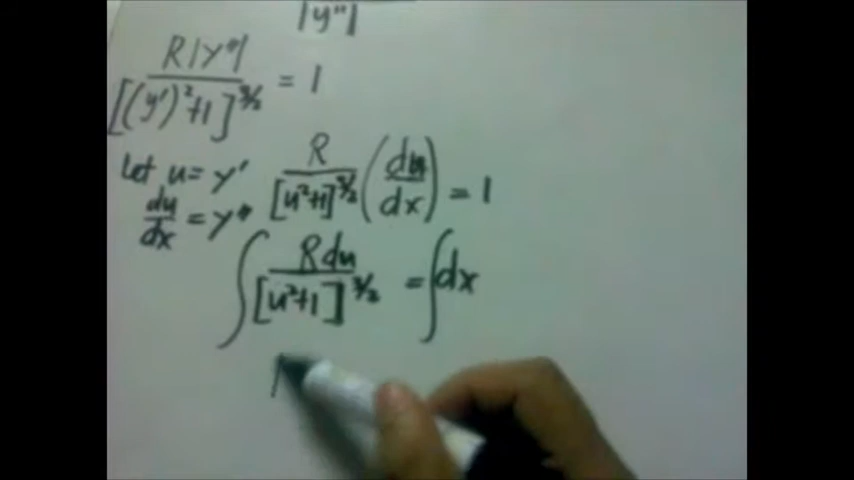 |y"|
R|y"| / [(y')²+1]^3/2 = 1
Let u = y' R / [u²+1]^3/2 (du/dx) = 1
du/dx = y"
∫ Rdu / [u²+1]^3/2 = ∫dx